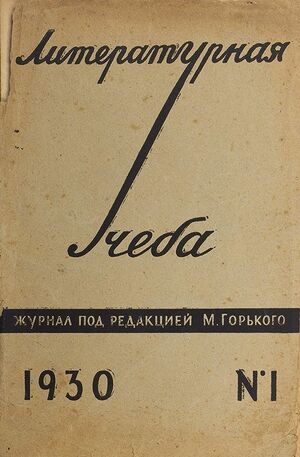 Литературная
учеба
ЖУРНАЛ ПОД РЕДАКЦИЕЙ М. ГОРЬКОГО
1930 №1